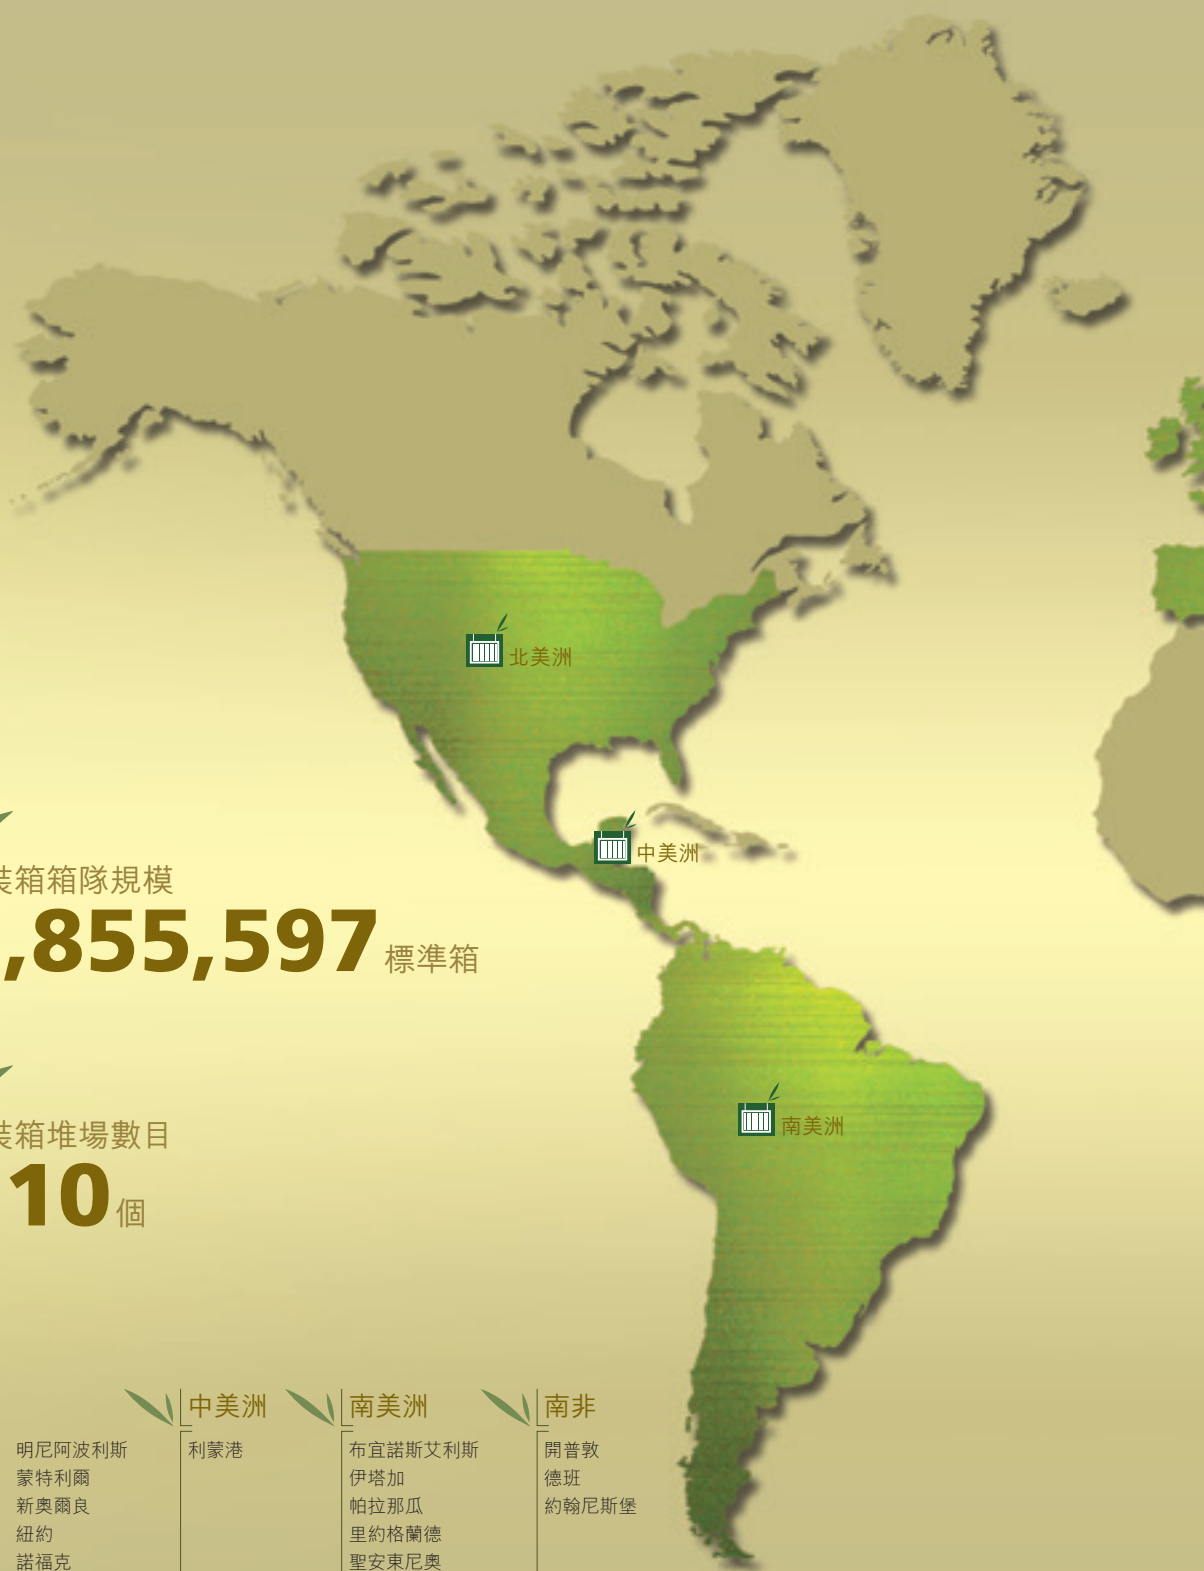 北美洲
中美洲
箱箱隊規模
,855,597 標準箱
箱堆場數目
10 個
南美洲
中美洲
南美洲
南非
明尼阿波利斯
蒙特利爾
新奧爾良
紐約
諾福克
利蒙港
布宜諾斯艾利斯
伊塔加
帕拉那瓜
里約格蘭德
聖安東尼奧
開普敦
德班
約翰尼斯堡